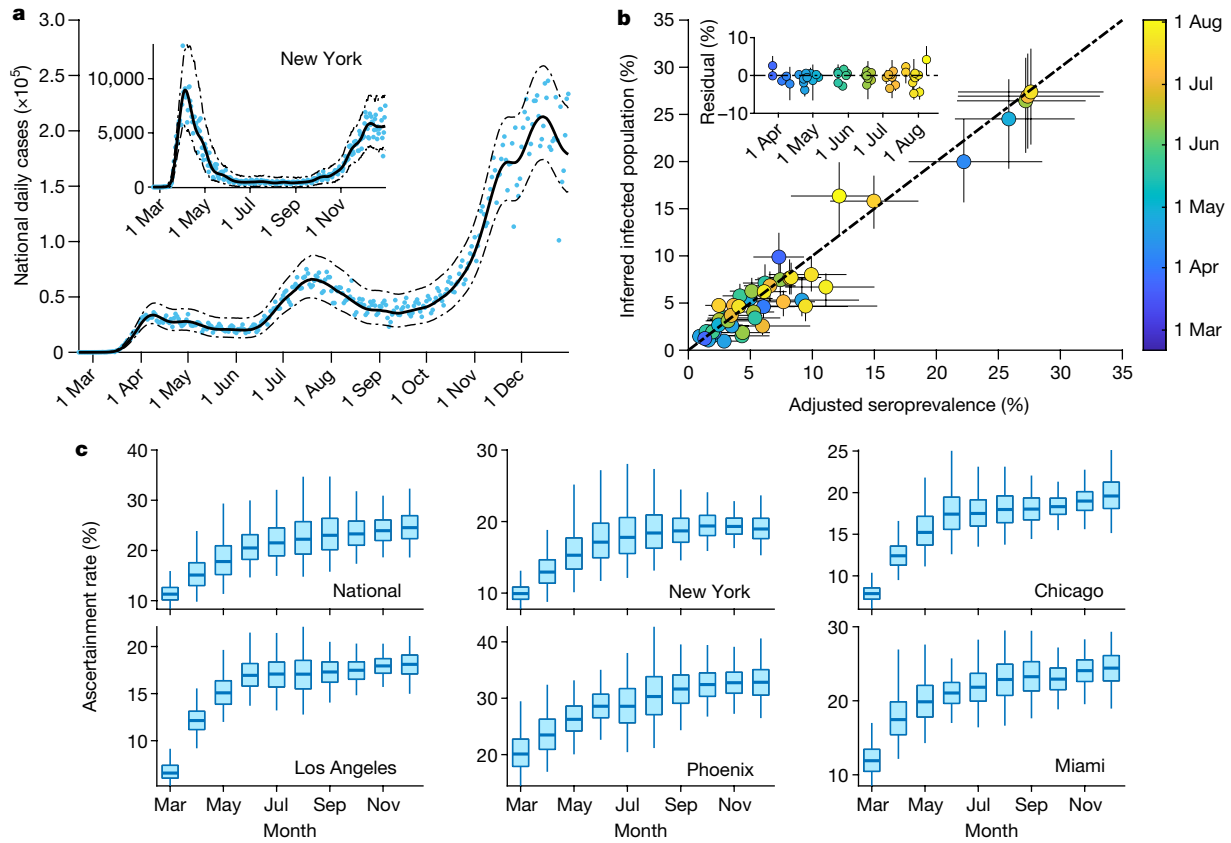 a
National daily cases (×10⁵)
3.0
2.5
2.0
1.5
1.0
0.5
0
1 Mar
1 Apr
1 May
1 Jun
1 Jul
1 Aug
1 Sep
1 Oct
1 Nov
1 Dec
New York
10,000
5,000
0
1 Mar
1 May
1 Jul
1 Sep
1 Nov
b
Inferred infected population (%)
35
30
25
20
15
10
5
0
0
5
10
15
20
25
30
35
Adjusted seroprevalence (%)
Residual (%)
10
0
−10
1 Apr
1 May
1 Jun
1 Jul
1 Aug
1 Aug
1 Jul
1 Jun
1 May
1 Apr
1 Mar
c
Ascertainment rate (%)
40
30
20
10
National
30
20
10
New York
25
20
15
10
Chicago
20
15
10
Los Angeles
Mar
May
Jul
Sep
Nov
Month
40
30
20
Phoenix
Mar
May
Jul
Sep
Nov
Month
30
20
10
Miami
Mar
May
Jul
Sep
Nov
Month